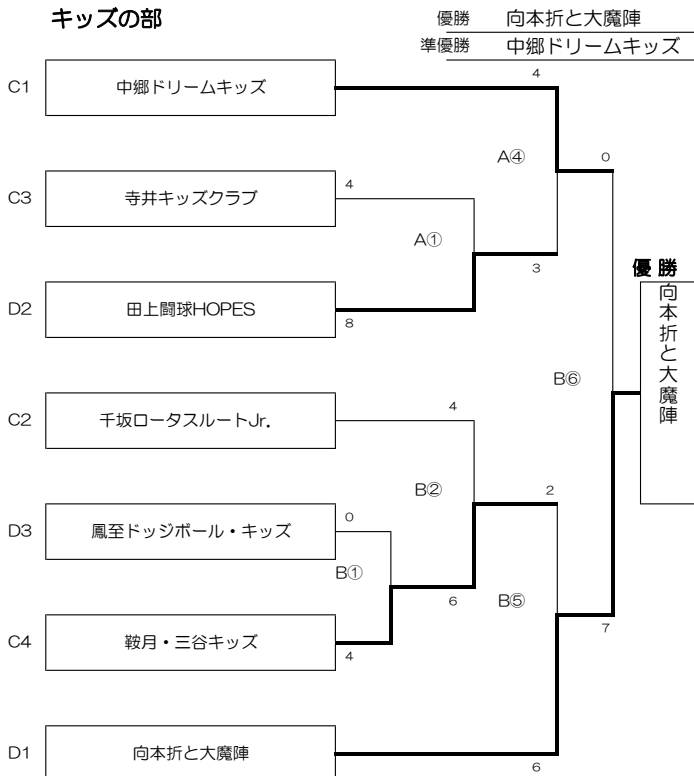 キッズの部
優勝 向本折と大魔陣
準優勝 中郷ドリームキッズ
C1 中郷ドリームキッズ 4
A④ 0
C3 寺井キッズクラブ 4
A①
3
D2 田上闘球HOPES 8
優 勝
向本折と大魔陣
B⑥
C2 千坂ロータスルートJr. 4
B② 2
D3 鳳至ドッジボール・キッズ 0
B①
6 B⑤
7
C4 鞍月・三谷キッズ 4
D1 向本折と大魔陣 6